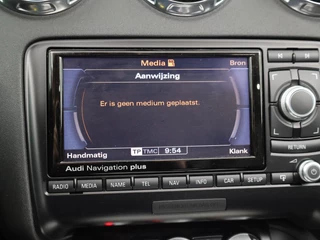 Media Bron
Aanwijzing
Er is geen medium geplaatst.
TP TMC 9:54
Handmatig Klank
Audi Navigation plus
RETURN
RADIO MEDIA NAME TEL NAV INFO CAR SETUP